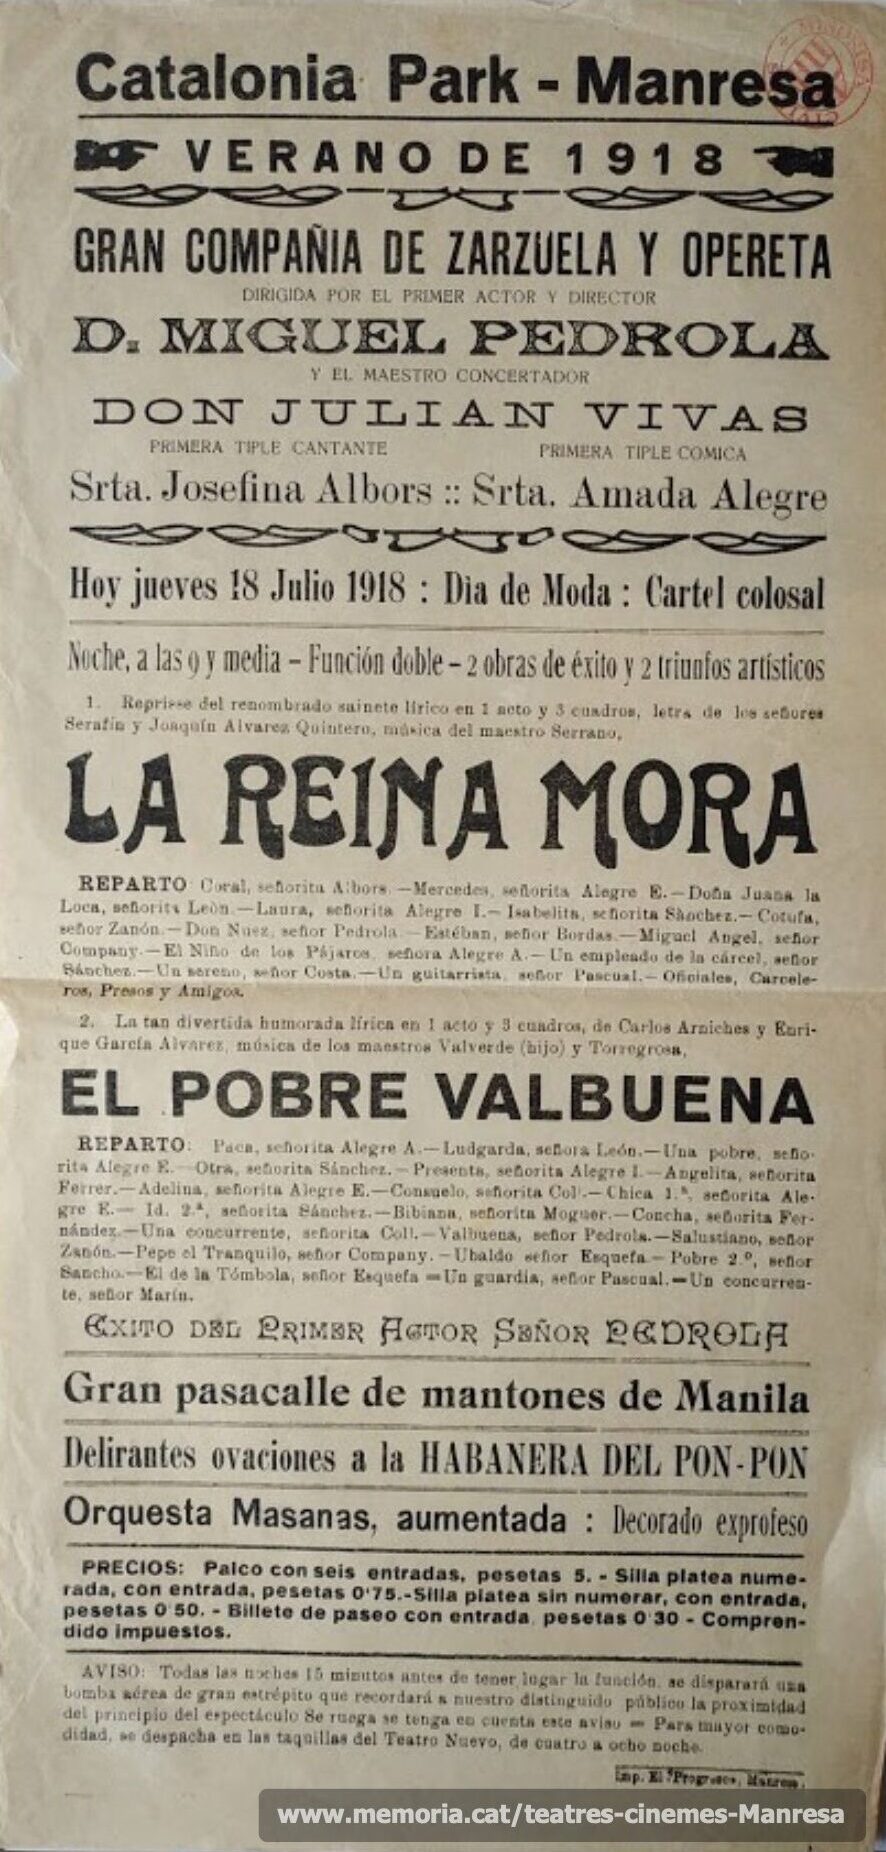 Catalonia Park - Manresa
VERANO DE 1918
GRAN COMPAÑIA DE ZARZUELA Y OPERETA
DIRIGIDA POR EL PRIMER ACTOR Y DIRECTOR
D. MIGUEL PEDROLA
Y EL MAESTRO CONCERTADOR
DON JULIAN VIVAS
PRIMERA TIPLE CANTANTE PRIMERA TIPLE COMICA
Srta. Josefina Albors :: Srta. Amada Alegre
Hoy jueves 18 Julio 1918 : Dia de Moda : Cartel colosal
Noche, a las 9 y media - Función doble - 2 obras de éxito y 2 triunfos artísticos
1. Reprisse del renombrado sainete lírico en 1 acto y 3 cuadros, letra de los señores
Serafín y Joaquín Alvarez Quintero, música del maestro Serrano,
LA REINA MORA
REPARTO Coral, señorita Albors.—Mercedes, señorita Alegre E.—Doña Juana la
Loca, señorita León.—Laura, señorita Alegre I.—Isabelita, señorita Sánchez.—Cotufa,
señor Zanón.—Don Nuez, señor Pedrola.—Estéban, señor Bordas.—Miguel Angel, señor
Company.—El Niño de los Pájaros, señora Alegre A.—Un empleado de la cárcel, señor
Sánchez.—Un sereno, señor Costa.—Un guitarrista, señor Pascual.—Oficiales, Carcele-
ros, Presos y Amigos.
2. La tan divertida humorada lírica en 1 acto y 3 cuadros, de Carlos Arniches y Enri-
que García Alvarez, música de los maestros Valverde (hijo) y Torregrosa,
EL POBRE VALBUENA
REPARTO: Paca, señorita Alegre A.—Ludgarda, señora León.—Una pobre, seño-
rita Alegre E.—Otra, señorita Sánchez.—Presenta, señorita Alegre I.—Angelita, señorita
Ferrer.—Adelina, señorita Alegre E.—Consuelo, señorita Coll.—Chica 1.ª, señorita Ale-
gre E.—Id. 2.ª, señorita Sánchez.—Bibiana, señorita Moguer.—Concha, señorita Fer-
nández.—Una concurrente, señorita Coll.—Valbuena, señor Pedrola.—Salustiano, señor
Zanón.—Pepe el Tranquilo, señor Company.—Ubaldo señor Esquefa—Pobre 2.º, señor
Sancho.—El de la Tómbola, señor Esquefa—Un guardia, señor Pascual.—Un concurren-
te, señor Marín.
EXITO DEL PRIMER ACTOR SEÑOR PEDROLA
Gran pasacalle de mantones de Manila
Delirantes ovaciones a la HABANERA DEL PON-PON
Orquesta Masanas, aumentada : Decorado exprofeso
PRECIOS: Palco con seis entradas, pesetas 5. - Silla platea nume-
rada, con entrada, pesetas 0'75.-Silla platea sin numerar, con entrada,
pesetas 0'50. - Billete de paseo con entrada pesetas 0'30 - Compren-
dido impuestos.
AVISO: Todas las noches 15 minutos antes de tener lugar la función, se disparará una
bomba aérea de gran estrépito que recordará a nuestro distinguido público la proximidad
del principio del espectáculo Se ruega se tenga en cuenta este aviso — Para mayor como-
didad, se despacha en las taquillas del Teatro Nuevo, de cuatro a ocho noche.
Imp. El "Progreso", Manresa.
www.memoria.cat/teatres-cinemes-Manresa